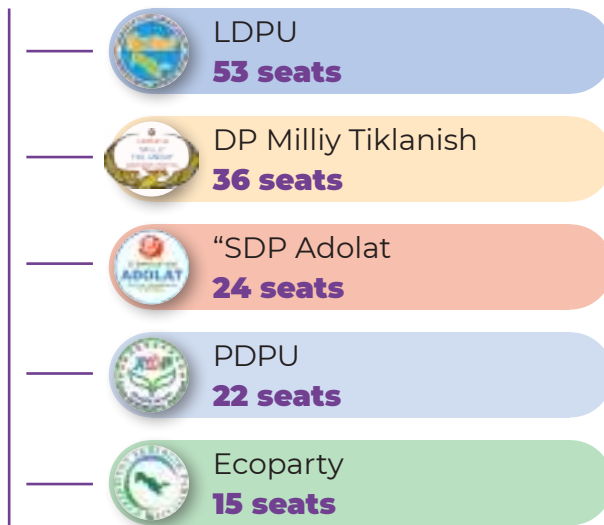 LDPU
53 seats
DP Milliy Tiklanish
36 seats
ADOLAT
“SDP Adolat
24 seats
PDPU
22 seats
Ecoparty
15 seats